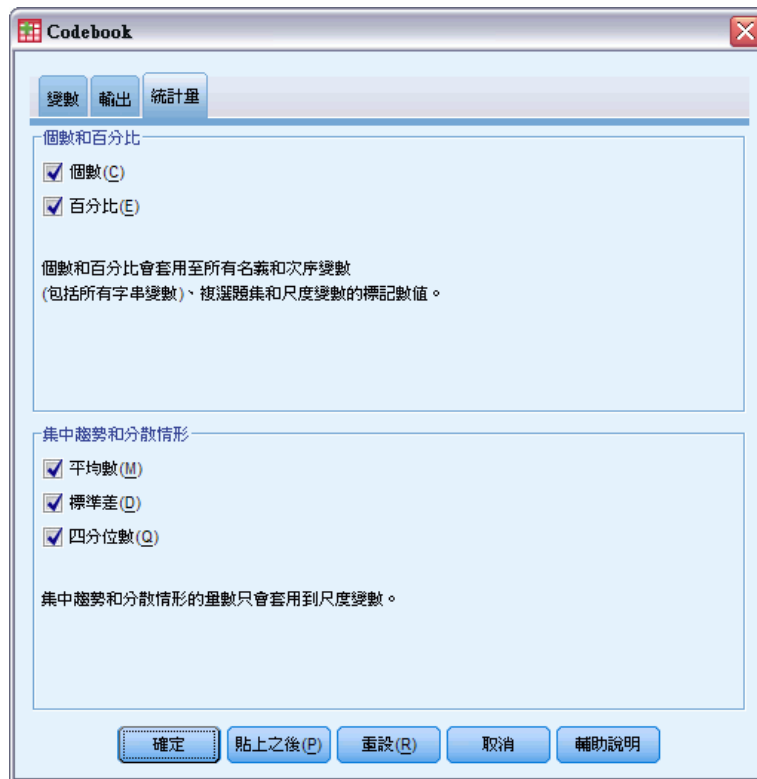 Codebook
變數 輸出 統計量
個數和百分比
個數(C)
百分比(E)
個數和百分比會套用至所有名義和次序變數
(包括所有字串變數)、複選題集和尺度變數的標記數值。
集中趨勢和分散情形
平均數(M)
標準差(D)
四分位數(Q)
集中趨勢和分散情形的量數只會套用到尺度變數。
確定 貼上之後(P) 重設(R) 取消 輔助說明